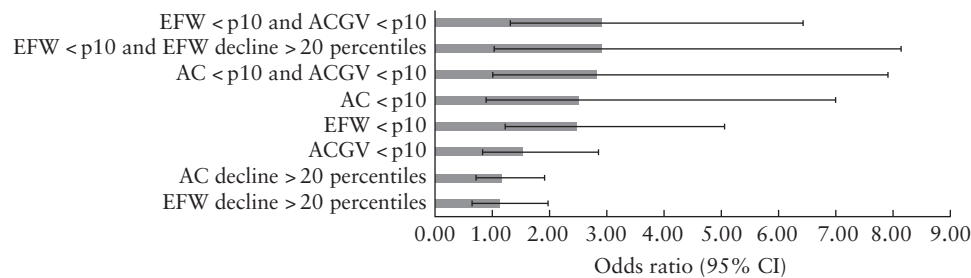 EFW <p10 and ACGV <p10
EFW <p10 and EFW decline >20 percentiles
AC <p10 and ACGV <p10
AC <p10
EFW <p10
ACGV <p10
AC decline >20 percentiles
EFW decline >20 percentiles
0.00 1.00 2.00 3.00 4.00 5.00 6.00 7.00 8.00 9.00
Odds ratio (95% CI)